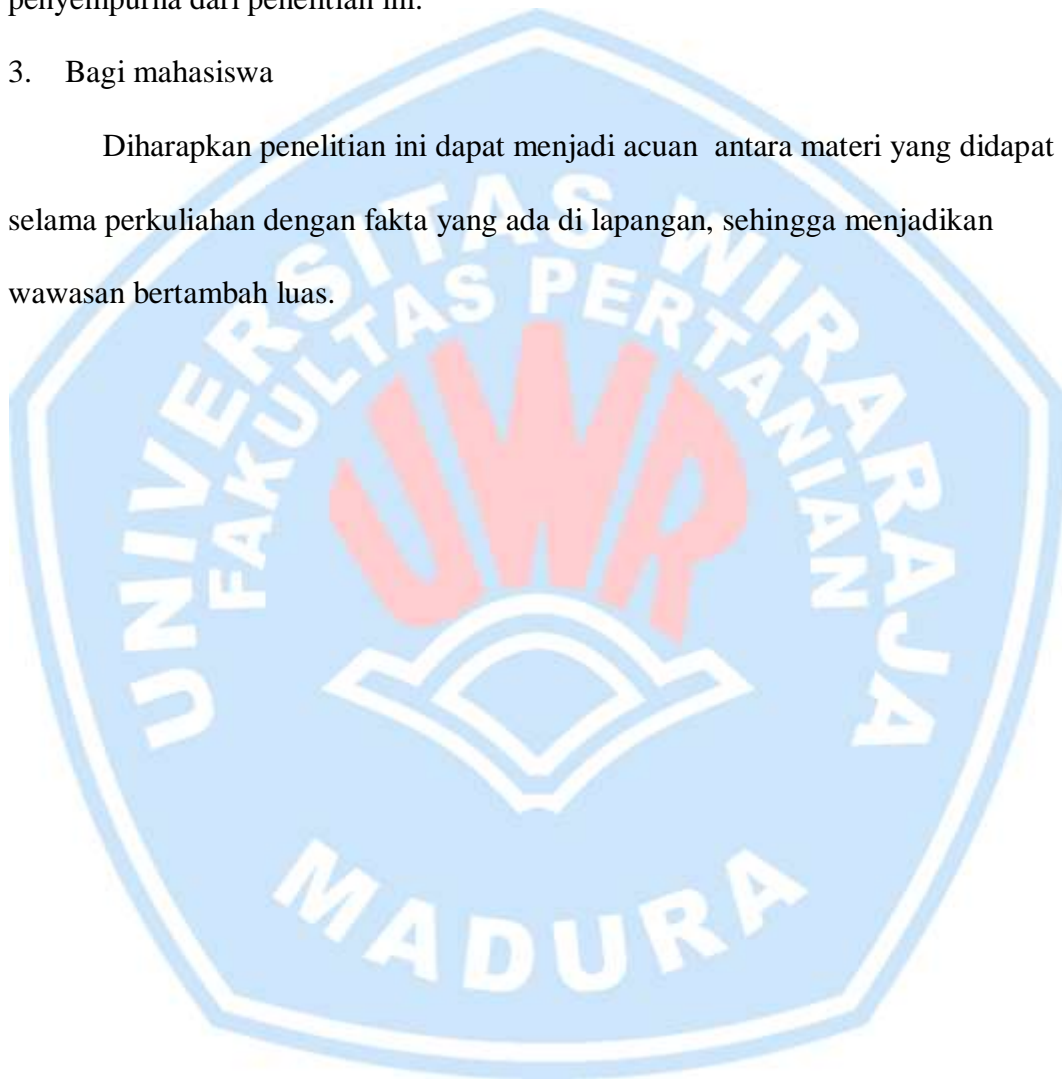 penyempurna dari penelitian ini.
3. Bagi mahasiswa
Diharapkan penelitian ini dapat menjadi acuan antara materi yang didapat
selama perkuliahan dengan fakta yang ada di lapangan, sehingga menjadikan
wawasan bertambah luas.
UNIVERSITAS WIRARAJA
FAKULTAS PERTANIAN
UWR
MADURA